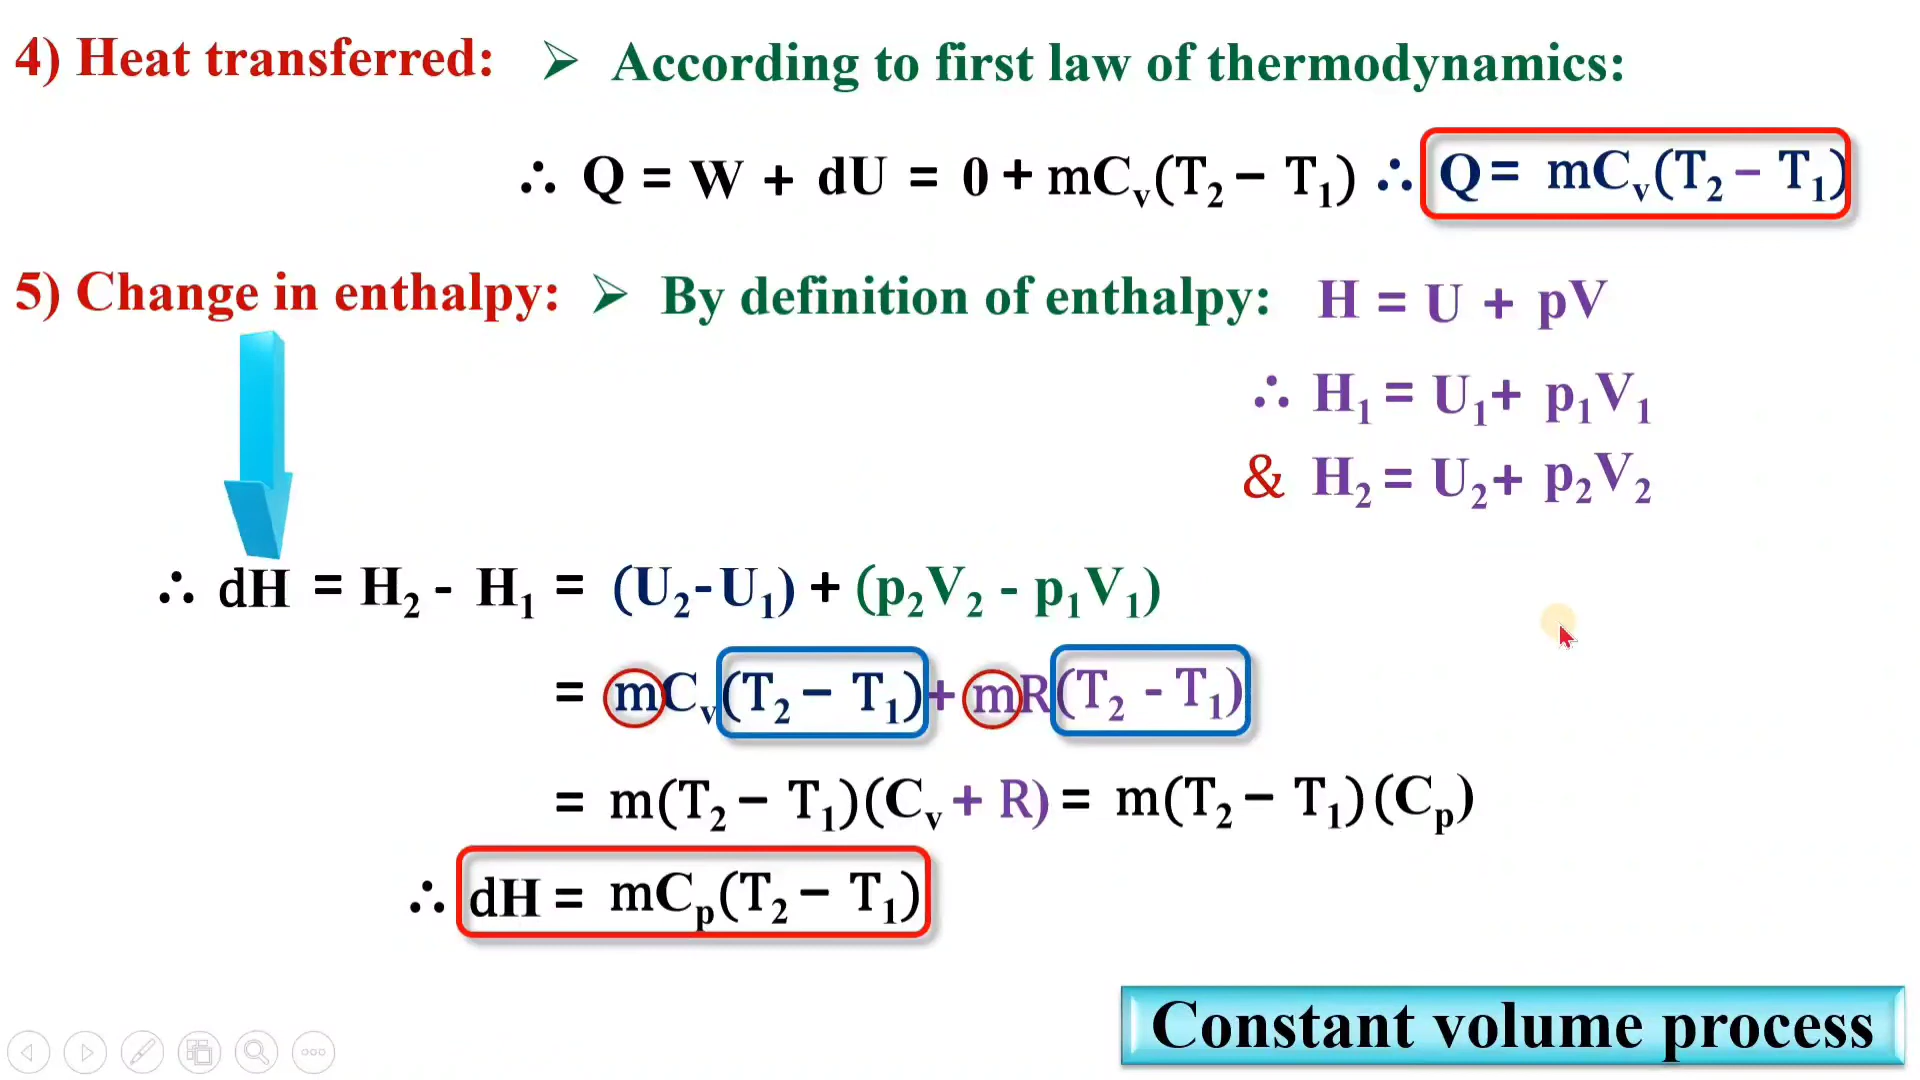 4) Heat transferred: ➢ According to first law of thermodynamics:
∴ Q = W + dU = 0 + mCᵥ(T₂ − T₁) ∴ Q = mCᵥ(T₂ − T₁)
5) Change in enthalpy: ➢ By definition of enthalpy: H = U + pV
∴ H₁ = U₁+ p₁V₁
& H₂ = U₂+ p₂V₂
∴ dH = H₂ - H₁ = (U₂-U₁) + (p₂V₂ - p₁V₁)
= mCᵥ(T₂ − T₁)+ mR(T₂ - T₁)
= m(T₂ − T₁)(Cᵥ + R) = m(T₂ − T₁)(Cₚ)
∴ dH = mCₚ(T₂ − T₁)
Constant volume process